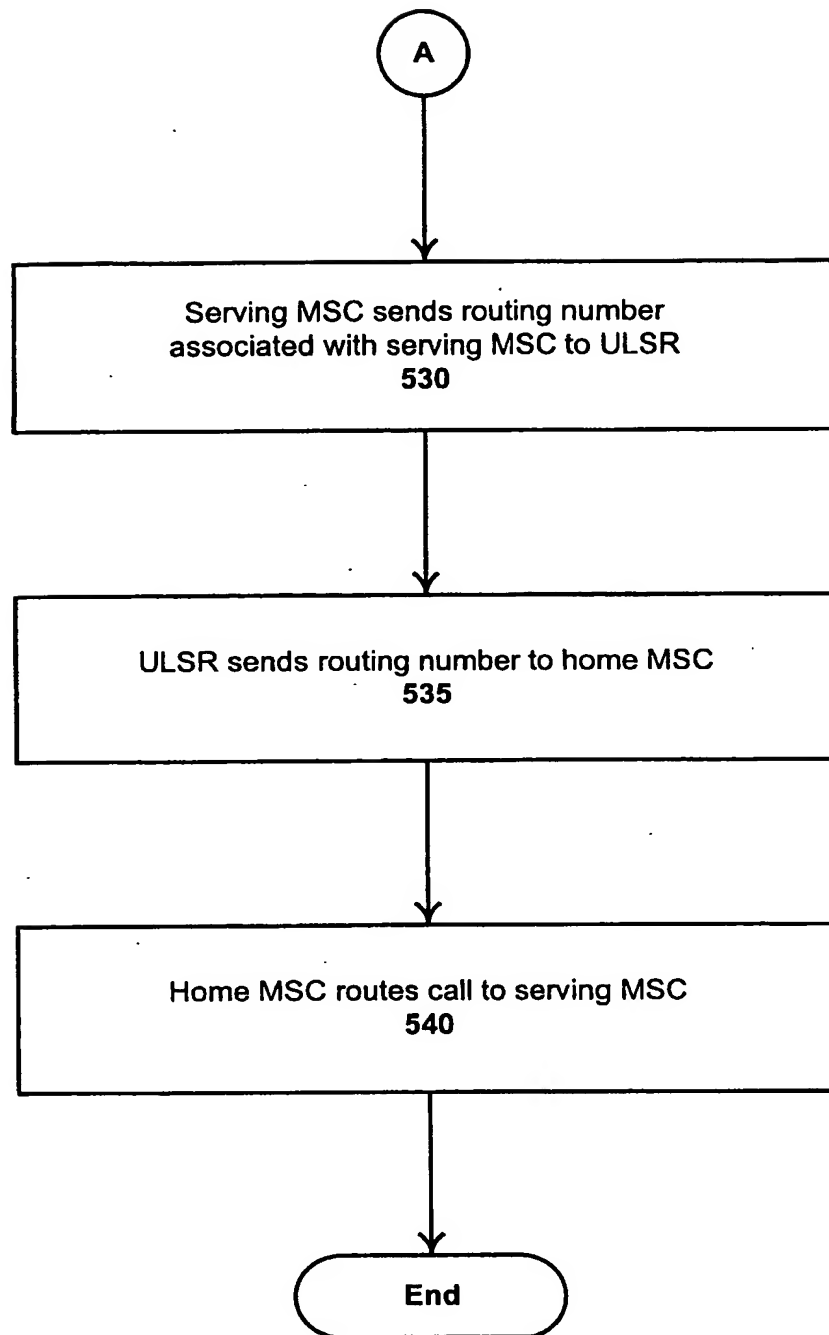 A
Serving MSC sends routing number
associated with serving MSC to ULSR
530
ULSR sends routing number to home MSC
535
Home MSC routes call to serving MSC
540
End